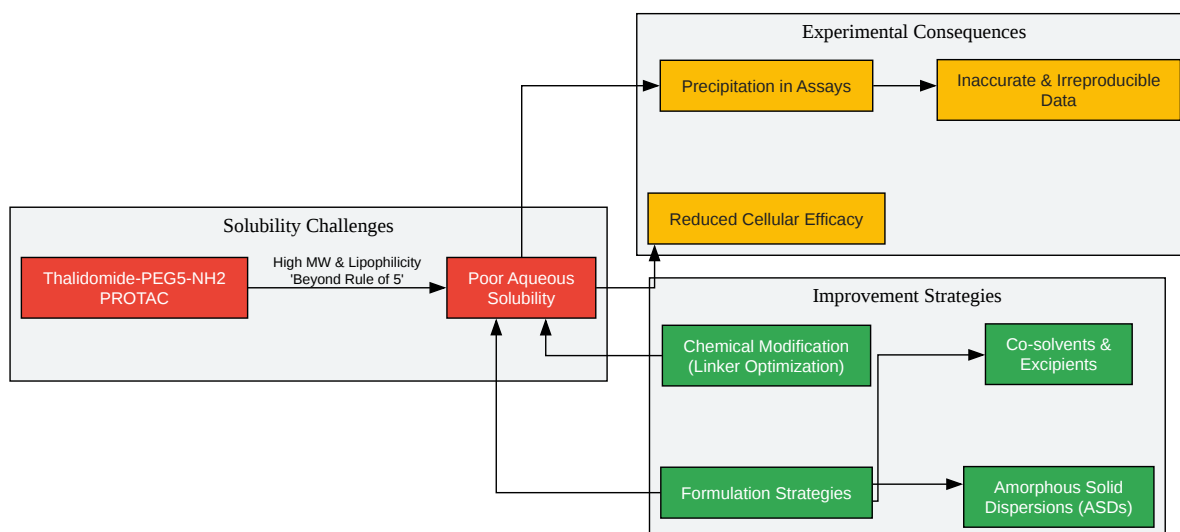 Experimental Consequences
Precipitation in Assays
Inaccurate & Irreproducible
Data
Reduced Cellular Efficacy
Solubility Challenges
Thalidomide-PEG5-NH2
PROTAC
High MW & Lipophilicity
'Beyond Rule of 5'
Poor Aqueous
Solubility
Improvement Strategies
Chemical Modification
(Linker Optimization)
Co-solvents &
Excipients
Formulation Strategies
Amorphous Solid
Dispersions (ASDs)